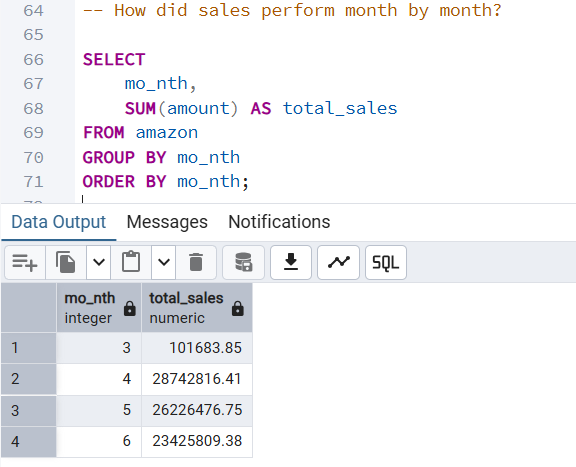 64 -- How did sales perform month by month?
65
66 SELECT
67 mo_nth,
68 SUM(amount) AS total_sales
69 FROM amazon
70 GROUP BY mo_nth
71 ORDER BY mo_nth;
Data Output Messages Notifications
SQL
mo_nth total_sales
integer numeric
1 3 101683.85
2 4 28742816.41
3 5 26226476.75
4 6 23425809.38